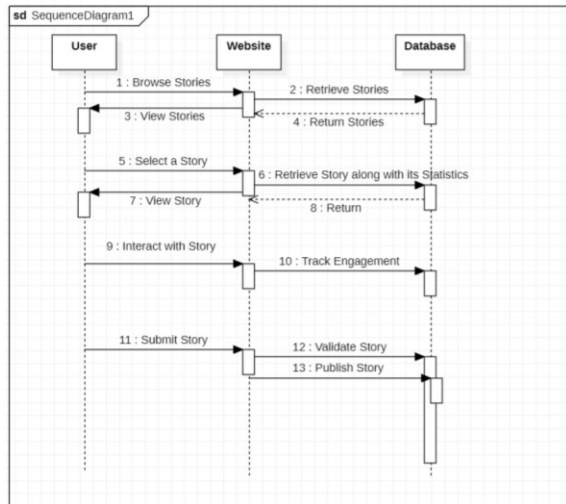 sd SequenceDiagram1
User
Website
Database
1 : Browse Stories
2 : Retrieve Stories
3 : View Stories
4 : Return Stories
5 : Select a Story
6 : Retrieve Story along with its Statistics
7 : View Story
8 : Return
9 : Interact with Story
10 : Track Engagement
11 : Submit Story
12 : Validate Story
13 : Publish Story